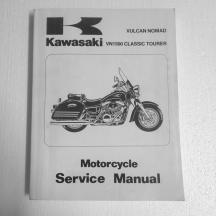 VULCAN NOMAD
Kawasaki VN1500 CLASSIC TOURER
Motorcycle
Service Manual